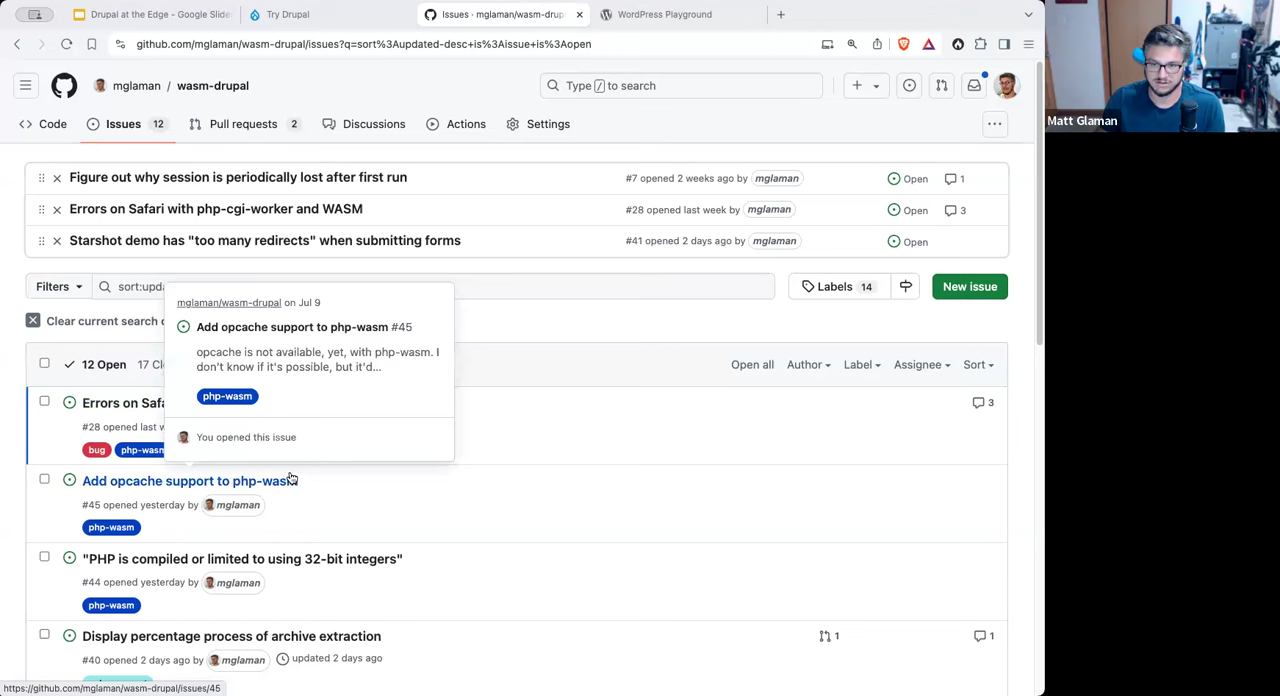 Drupal at the Edge - Google Slide
Try Drupal
Issues · mglaman/wasm-drup
WordPress Playground
github.com/mglaman/wasm-drupal/issues?q=sort%3Aupdated-desc+is%3Aissue+is%3Aopen
mglaman / wasm-drupal
Type / to search
Code
Issues 12
Pull requests 2
Discussions
Actions
Settings
Matt Glaman
Figure out why session is periodically lost after first run
#7 opened 2 weeks ago by mglaman
Open
1
Errors on Safari with php-cgi-worker and WASM
#28 opened last week by mglaman
Open
3
Starshot demo has "too many redirects" when submitting forms
#41 opened 2 days ago by mglaman
Open
Filters
sort:upda
Labels 14
New issue
Clear current search
mglaman/wasm-drupal on Jul 9
Add opcache support to php-wasm #45
opcache is not available, yet, with php-wasm. I
don't know if it's possible, but it'd...
php-wasm
You opened this issue
12 Open
17 Cl
Open all
Author
Label
Assignee
Sort
Errors on Safa
3
#28 opened last w
bug
php-wasm
Add opcache support to php-wasm
#45 opened yesterday by mglaman
php-wasm
"PHP is compiled or limited to using 32-bit integers"
#44 opened yesterday by mglaman
php-wasm
Display percentage process of archive extraction
1
1
#40 opened 2 days ago by mglaman
updated 2 days ago
https://github.com/mglaman/wasm-drupal/issues/45